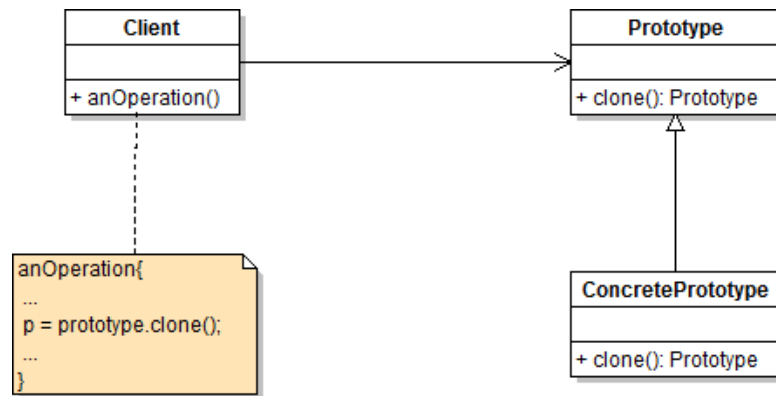 Client
+ anOperation()
Prototype
+ clone(): Prototype
anOperation{
...
p = prototype.clone();
...
}
ConcretePrototype
+ clone(): Prototype